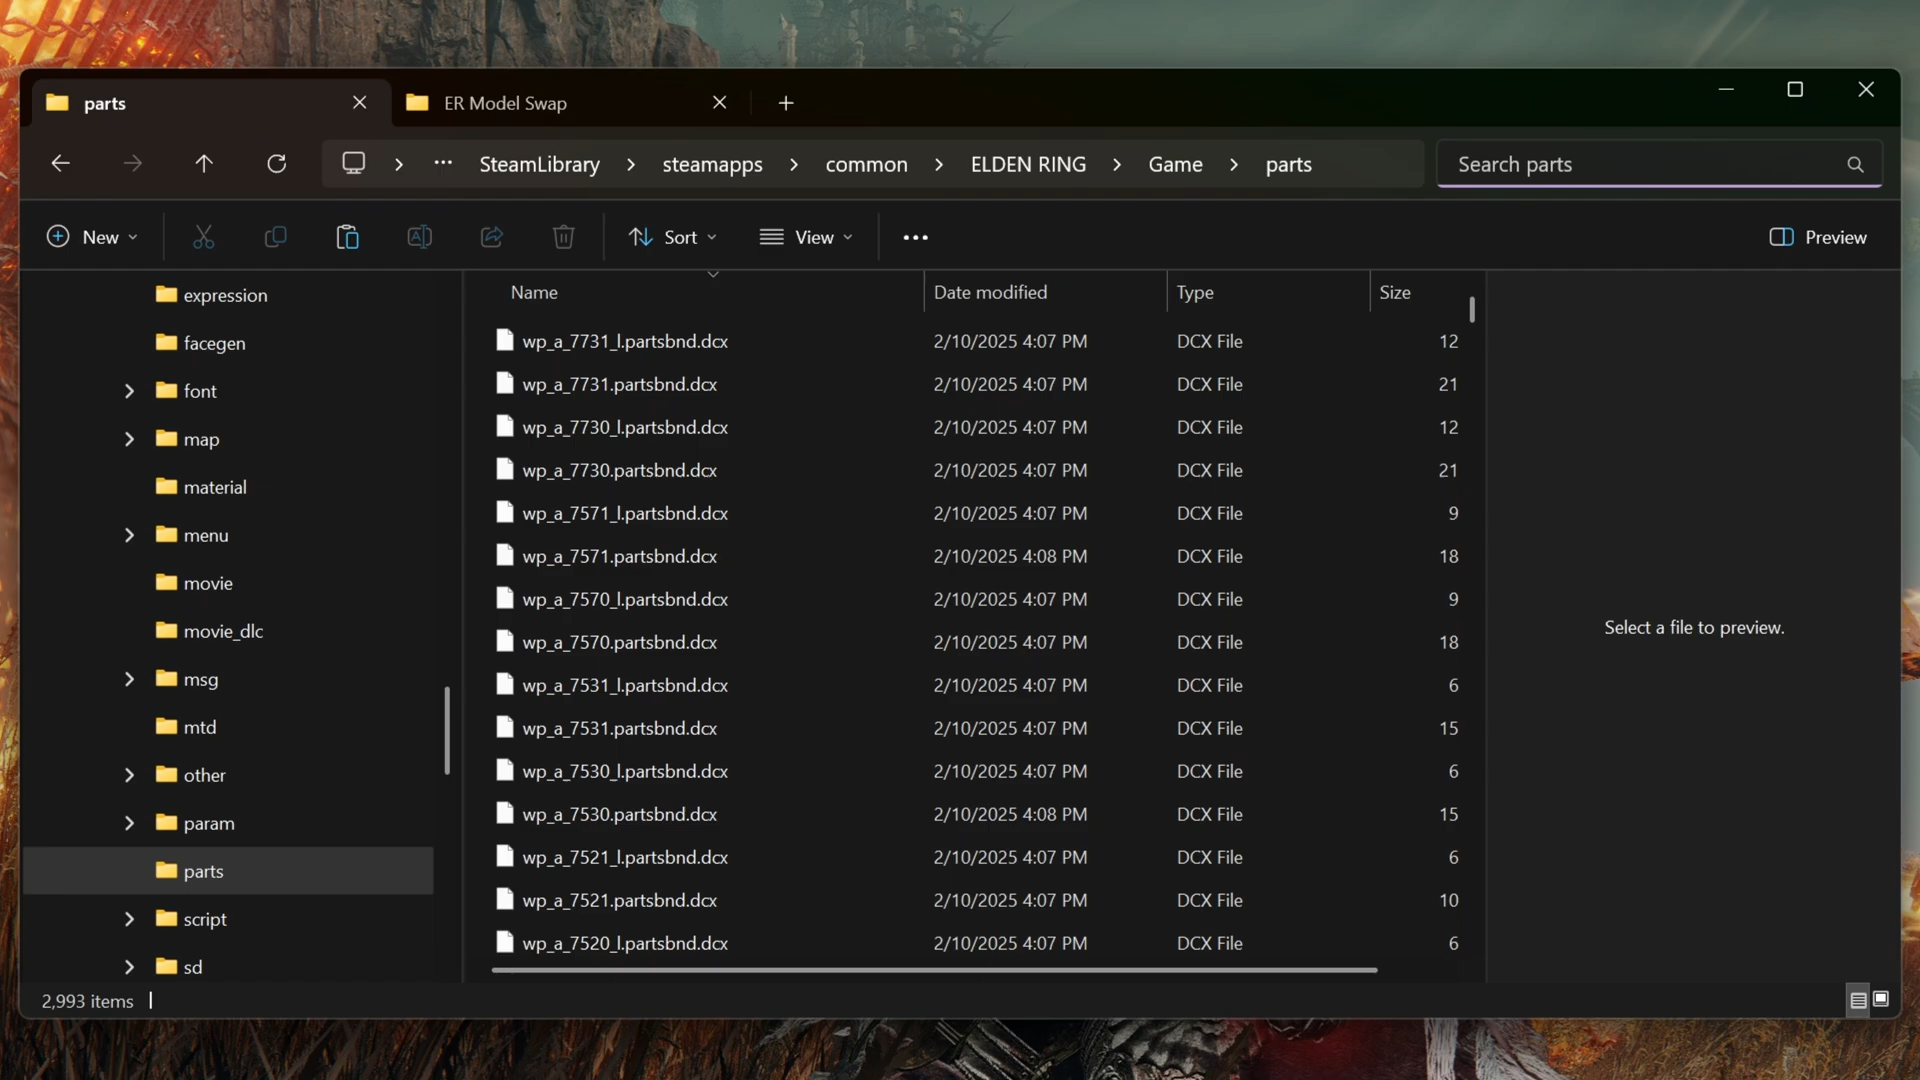 parts
ER Model Swap
SteamLibrary steamapps common ELDEN RING Game parts
Search parts
New Sort View Preview
expression
facegen
font
map
material
menu
movie
movie_dlc
msg
mtd
other
param
parts
script
sd
Name Date modified Type Size
wp_a_7731_l.partsbnd.dcx 2/10/2025 4:07 PM DCX File 12
wp_a_7731.partsbnd.dcx 2/10/2025 4:07 PM DCX File 21
wp_a_7730_l.partsbnd.dcx 2/10/2025 4:07 PM DCX File 12
wp_a_7730.partsbnd.dcx 2/10/2025 4:07 PM DCX File 21
wp_a_7571_l.partsbnd.dcx 2/10/2025 4:07 PM DCX File 9
wp_a_7571.partsbnd.dcx 2/10/2025 4:08 PM DCX File 18
wp_a_7570_l.partsbnd.dcx 2/10/2025 4:07 PM DCX File 9
wp_a_7570.partsbnd.dcx 2/10/2025 4:07 PM DCX File 18
wp_a_7531_l.partsbnd.dcx 2/10/2025 4:07 PM DCX File 6
wp_a_7531.partsbnd.dcx 2/10/2025 4:07 PM DCX File 15
wp_a_7530_l.partsbnd.dcx 2/10/2025 4:07 PM DCX File 6
wp_a_7530.partsbnd.dcx 2/10/2025 4:08 PM DCX File 15
wp_a_7521_l.partsbnd.dcx 2/10/2025 4:07 PM DCX File 6
wp_a_7521.partsbnd.dcx 2/10/2025 4:07 PM DCX File 10
wp_a_7520_l.partsbnd.dcx 2/10/2025 4:07 PM DCX File 6
Select a file to preview.
2,993 items